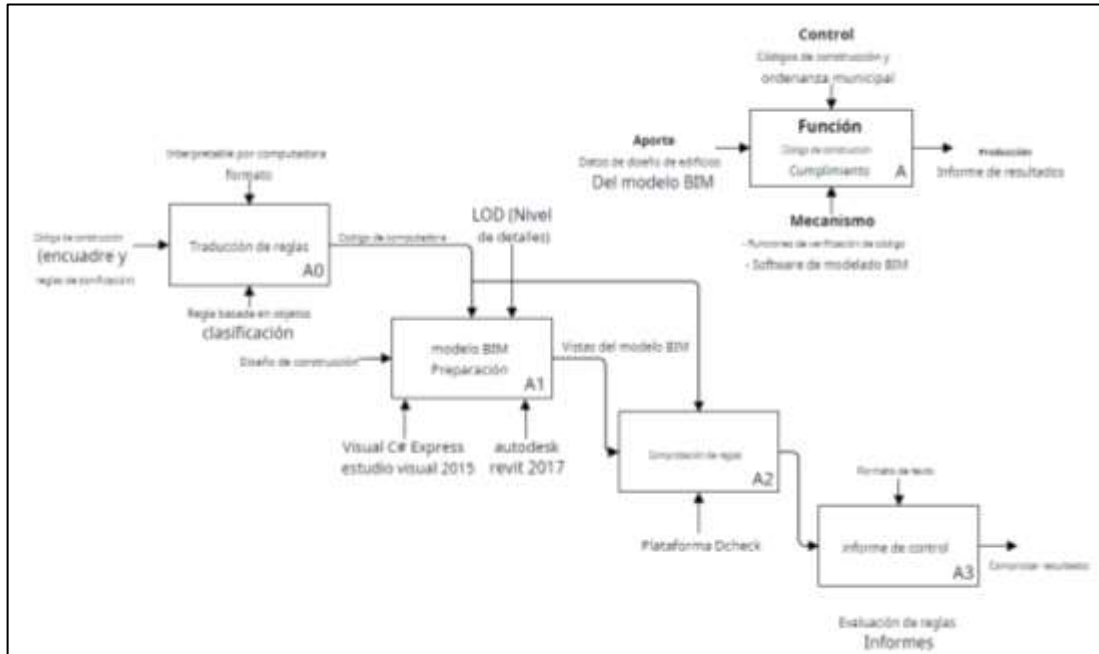 Control
Códigos de construcción y
ordenanza municipal
Función
Código de construcción
Cumplimiento
A
Aporte
Datos de diseño de edificios
Del modelo BIM
Producción
Informe de resultados
Mecanismo
- Funciones de verificación de código
- Software de modelado BIM
Interpretable por computadora
formato
Código de construcción
(encuadre y
reglas de zonificación)
Traducción de reglas
A0
Código de computadora
Regla basada en objetos
clasificación
LOD (Nivel
de detalles)
Diseño de construcción
modelo BIM
Preparación
A1
Vistas del modelo BIM
Visual C# Express
estudio visual 2015
autodesk
revit 2017
Comprobación de reglas
A2
Plataforma Dcheck
Formato de texto
informe de control
A3
Comprobar resultados
Evaluación de reglas
Informes